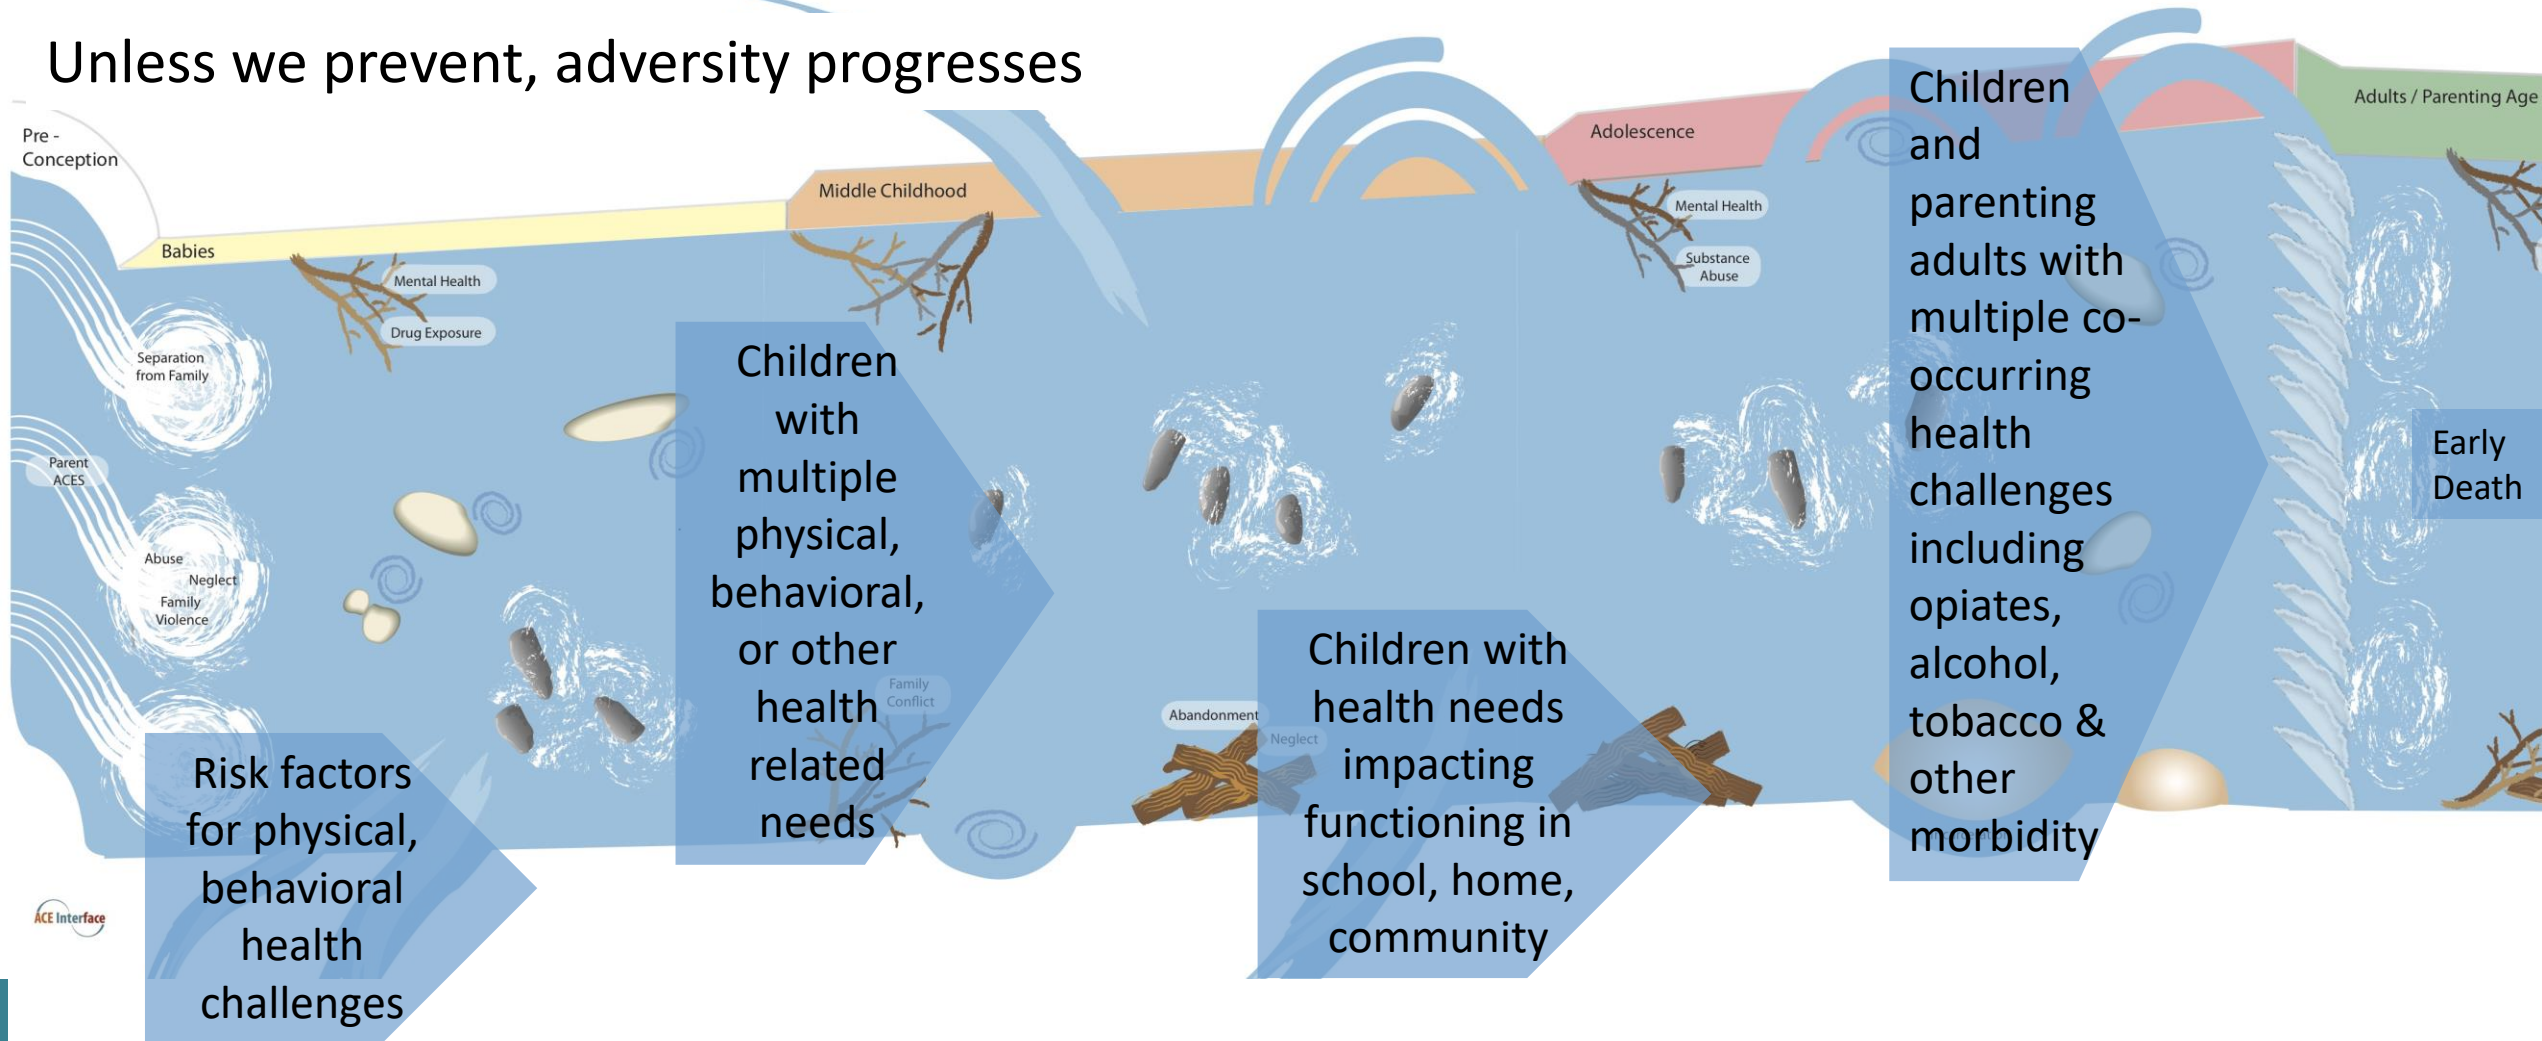 Unless we prevent, adversity progresses
Pre -
Conception
Babies
Middle Childhood
Adolescence
Adults / Parenting Age
Mental Health
Drug Exposure
Separation
from Family
Parent
ACES
Abuse
Neglect
Family
Violence
Mental Health
Substance
Abuse
Family
Conflict
Abandonment
Neglect
Risk factors
for physical,
behavioral
health
challenges
Children
with
multiple
physical,
behavioral,
or other
health
related
needs
Children with
health needs
impacting
functioning in
school, home,
community
Children
and
parenting
adults with
multiple co-
occurring
health
challenges
including
opiates,
alcohol,
tobacco &
other
morbidity
Early
Death
ACE Interface